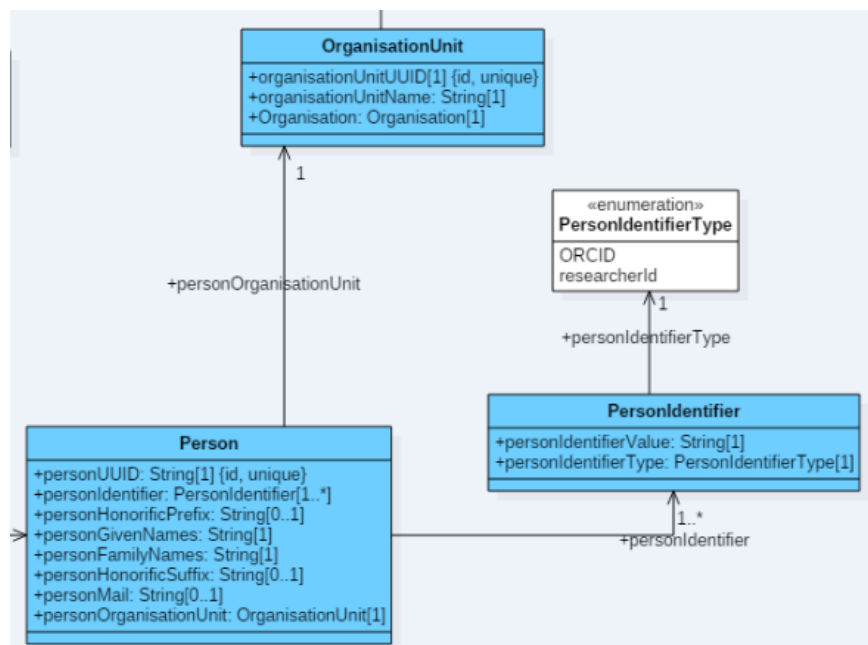 OrganisationUnit
+organisationUnitUUID[1] {id, unique}
+organisationUnitName: String[1]
+Organisation: Organisation[1]
1
«enumeration»
PersonIdentifierType
ORCID
researcherId
+personOrganisationUnit
1
+personIdentifierType
PersonIdentifier
+personIdentifierValue: String[1]
+personIdentifierType: PersonIdentifierType[1]
Person
+personUUID: String[1] {id, unique}
+personIdentifier: PersonIdentifier[1..*]
+personHonorificPrefix: String[0..1]
+personGivenNames: String[1]
+personFamilyNames: String[1]
+personHonorificSuffix: String[0..1]
+personMail: String[0..1]
+personOrganisationUnit: OrganisationUnit[1]
1..*
+personIdentifier